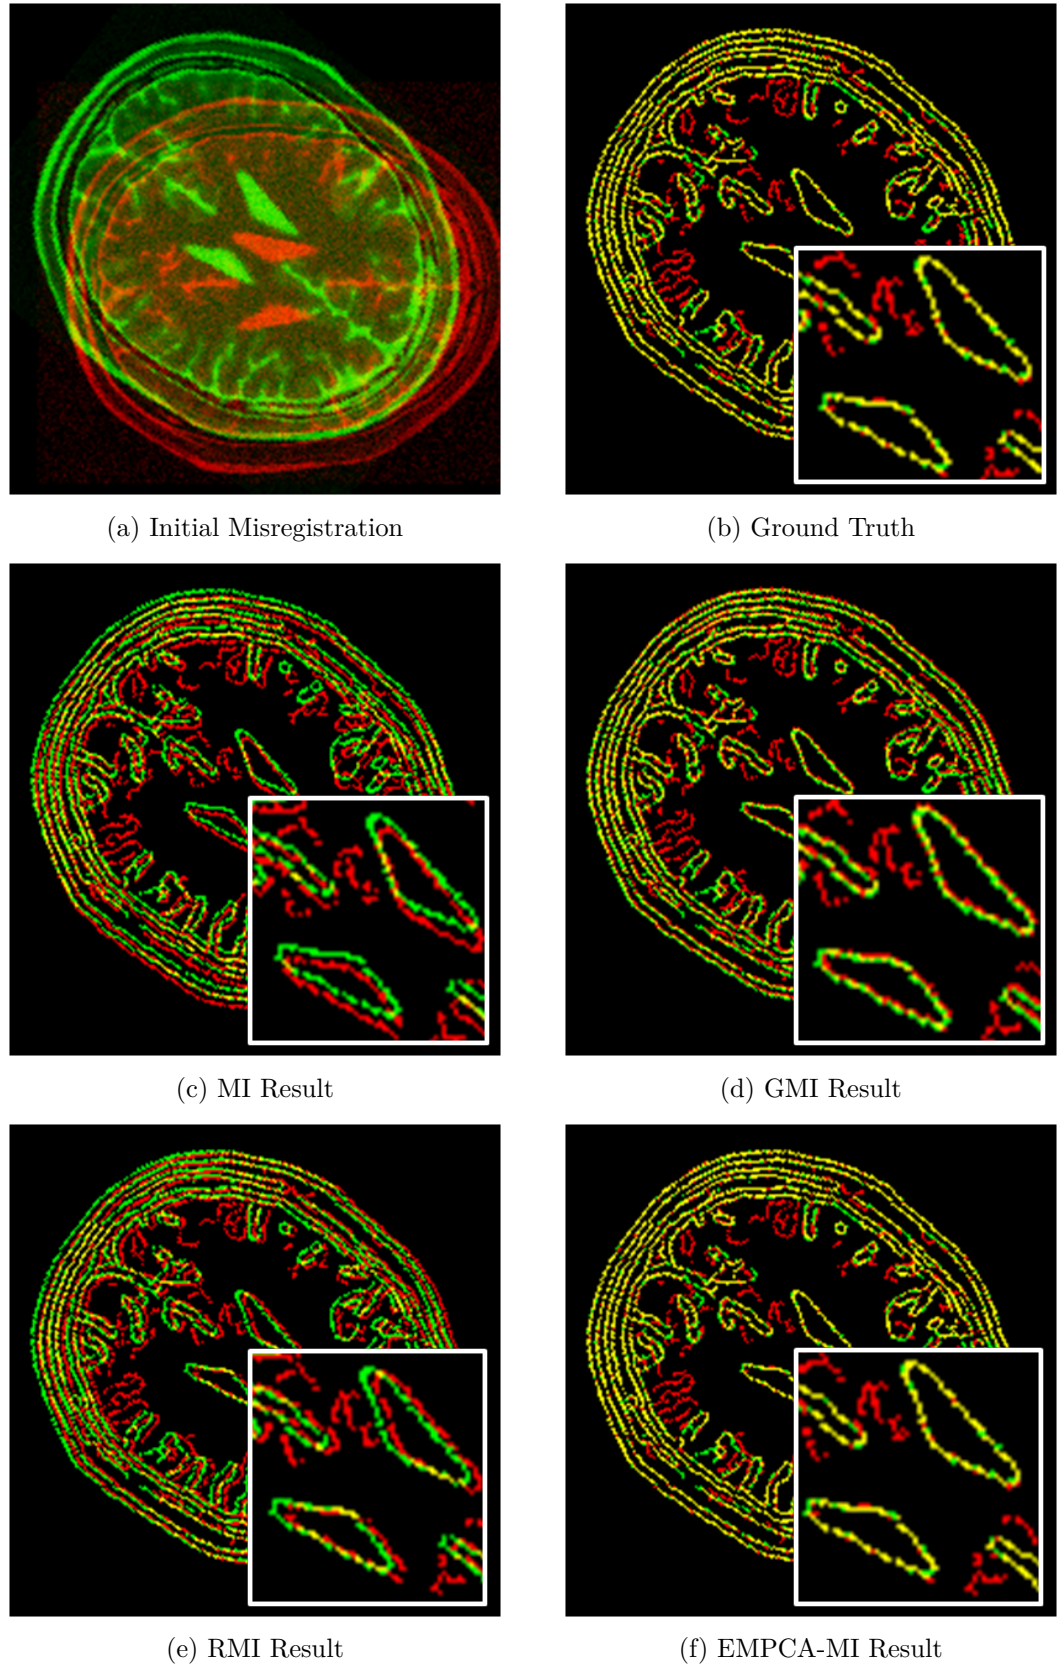 (a) Initial Misregistration
(b) Ground Truth
(c) MI Result
(d) GMI Result
(e) RMI Result
(f) EMPCA-MI Result